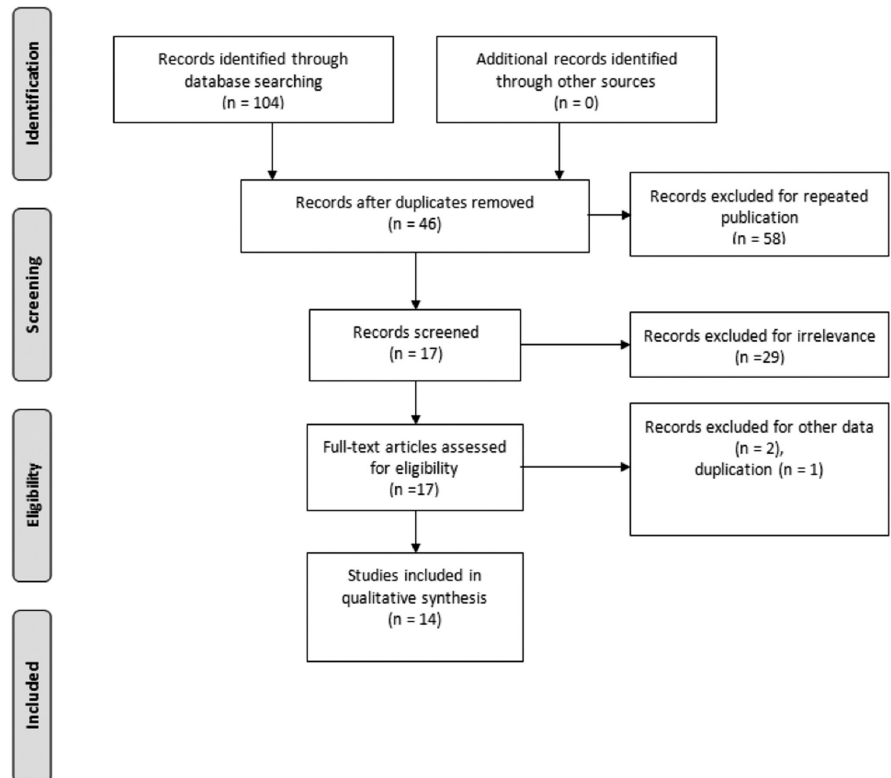 Identification
Records identified through
database searching
(n = 104)
Additional records identified
through other sources
(n = 0)
Records after duplicates removed
(n = 46)
Records excluded for repeated
publication
(n = 58)
Screening
Records screened
(n = 17)
Records excluded for irrelevance
(n =29)
Eligibility
Full-text articles assessed
for eligibility
(n =17)
Records excluded for other data
(n = 2),
duplication (n = 1)
Studies included in
qualitative synthesis
(n = 14)
Included